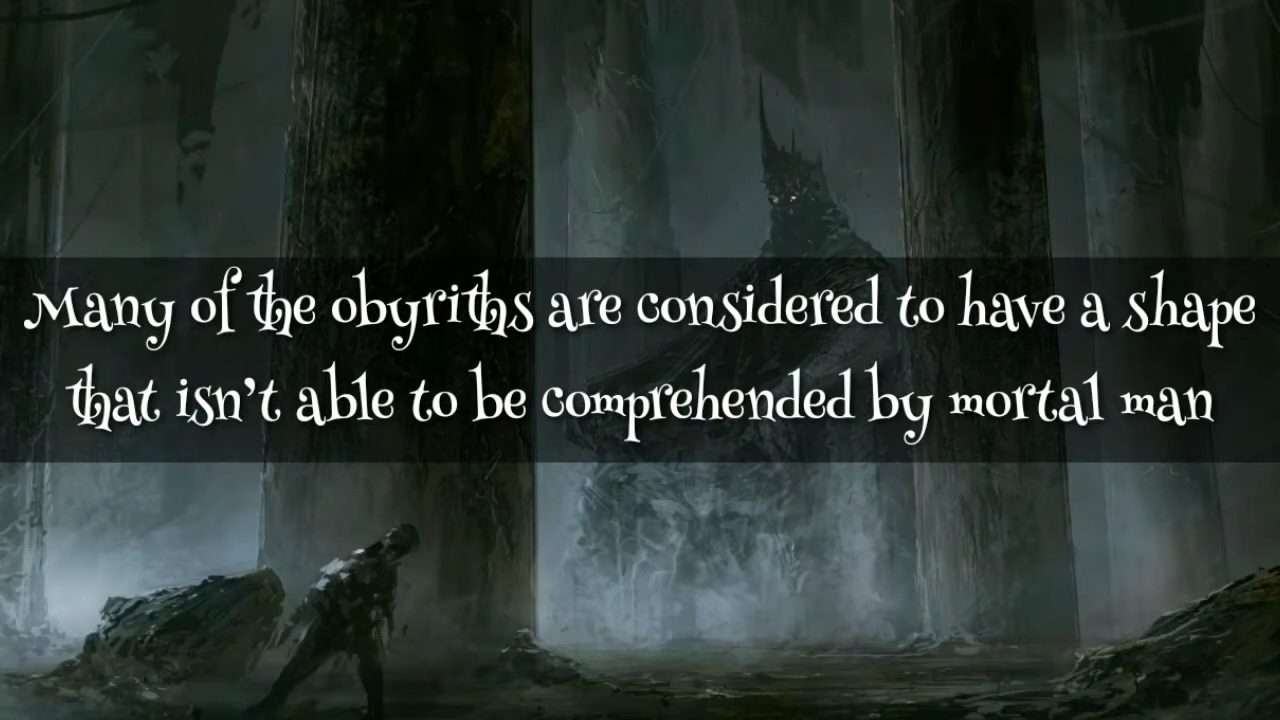 Many of the obyriths are considered to have a shape
that isn't able to be comprehended by mortal man